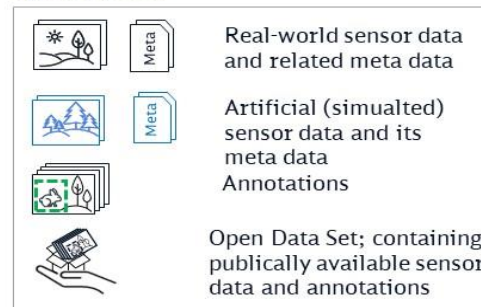 Meta
Real-world sensor data
and related meta data
Meta
Artificial (simualted)
sensor data and its
meta data
Annotations
Open Data Set; containing
publically available sensor
data and annotations